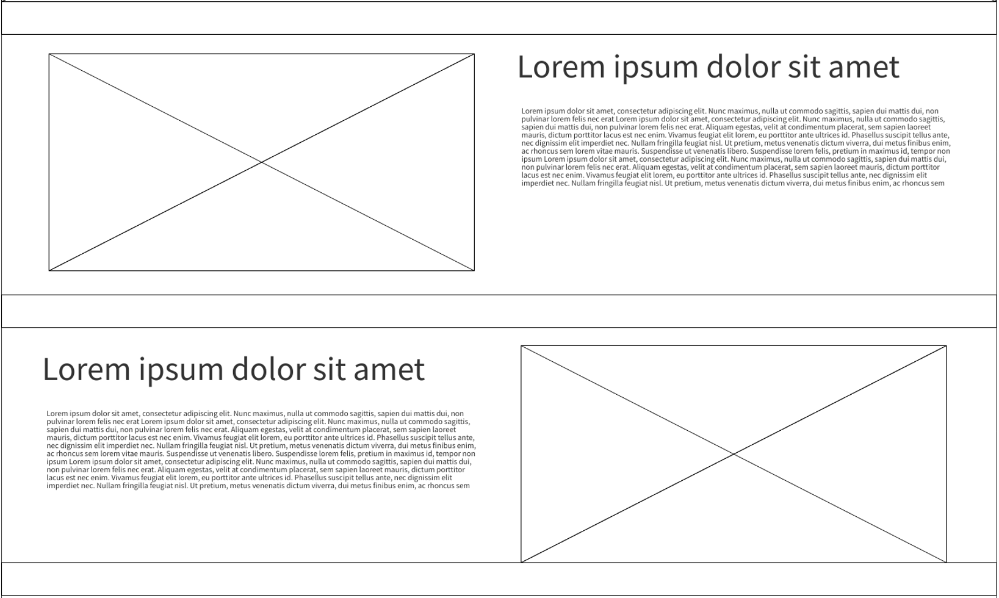 Lorem ipsum dolor sit amet
Lorem ipsum dolor sit amet, consectetur adipiscing elit. Nunc maximus, nulla ut commodo sagittis, sapien dui mattis dui, non
pulvinar lorem felis nec erat Lorem ipsum dolor sit amet, consectetur adipiscing elit. Nunc maximus, nulla ut commodo sagittis,
sapien dui mattis dui, non pulvinar lorem felis nec erat. Aliquam egestas, velit at condimentum placerat, sem sapien laoreet
mauris, dictum porttitor lacus est nec enim. Vivamus feugiat elit lorem, eu porttitor ante ultrices id. Phasellus suscipit tellus ante,
nec dignissim elit imperdiet nec. Nullam fringilla feugiat nisl. Ut pretium, metus venenatis dictum viverra, dui metus finibus enim,
ac rhoncus sem lorem vitae mauris. Suspendisse ut venenatis libero. Suspendisse lorem felis, pretium in maximus id, tempor non
ipsum Lorem ipsum dolor sit amet, consectetur adipiscing elit. Nunc maximus, nulla ut commodo sagittis, sapien dui mattis dui,
non pulvinar lorem felis nec erat. Aliquam egestas, velit at condimentum placerat, sem sapien laoreet mauris, dictum porttitor
lacus est nec enim. Vivamus feugiat elit lorem, eu porttitor ante ultrices id. Phasellus suscipit tellus ante, nec dignissim elit
imperdiet nec. Nullam fringilla feugiat nisl. Ut pretium, metus venenatis dictum viverra, dui metus finibus enim, ac rhoncus sem
Lorem ipsum dolor sit amet
Lorem ipsum dolor sit amet, consectetur adipiscing elit. Nunc maximus, nulla ut commodo sagittis, sapien dui mattis dui, non
pulvinar lorem felis nec erat Lorem ipsum dolor sit amet, consectetur adipiscing elit. Nunc maximus, nulla ut commodo sagittis,
sapien dui mattis dui, non pulvinar lorem felis nec erat. Aliquam egestas, velit at condimentum placerat, sem sapien laoreet
mauris, dictum porttitor lacus est nec enim. Vivamus feugiat elit lorem, eu porttitor ante ultrices id. Phasellus suscipit tellus ante,
nec dignissim elit imperdiet nec. Nullam fringilla feugiat nisl. Ut pretium, metus venenatis dictum viverra, dui metus finibus enim,
ac rhoncus sem lorem vitae mauris. Suspendisse ut venenatis libero. Suspendisse lorem felis, pretium in maximus id, tempor non
ipsum Lorem ipsum dolor sit amet, consectetur adipiscing elit. Nunc maximus, nulla ut commodo sagittis, sapien dui mattis dui,
non pulvinar lorem felis nec erat. Aliquam egestas, velit at condimentum placerat, sem sapien laoreet mauris, dictum porttitor
lacus est nec enim. Vivamus feugiat elit lorem, eu porttitor ante ultrices id. Phasellus suscipit tellus ante, nec dignissim elit
imperdiet nec. Nullam fringilla feugiat nisl. Ut pretium, metus venenatis dictum viverra, dui metus finibus enim, ac rhoncus sem